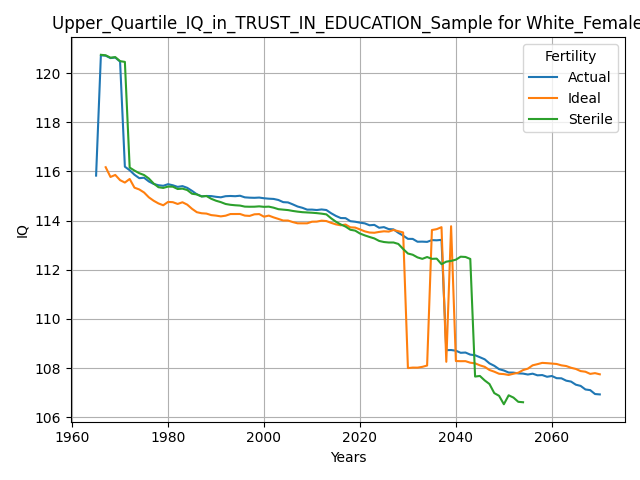 Upper_Quartile_IQ_in_TRUST_IN_EDUCATION_Sample for White_Female
Fertility
Actual
Ideal
Sterile
120
118
116
114
112
110
108
106
IQ
1960 1980 2000 2020 2040 2060
Years